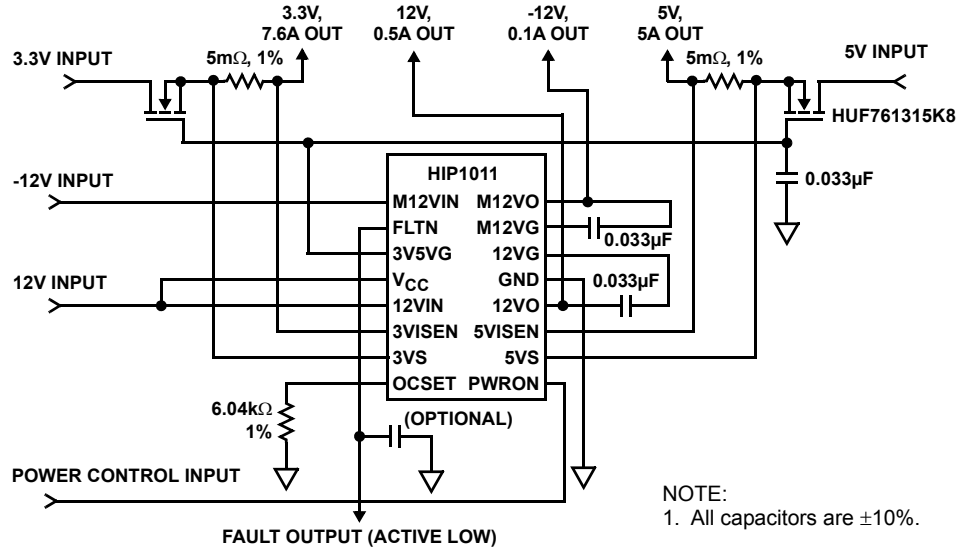 3.3V,
7.6A OUT
12V,
0.5A OUT
-12V,
0.1A OUT
5V,
5A OUT
3.3V INPUT
5mΩ, 1%
5mΩ, 1%
5V INPUT
HUF761315K8
0.033µF
-12V INPUT
12V INPUT
HIP1011
M12VIN
FLTN
3V5VG
VCC
12VIN
3VISEN
3VS
OCSET
M12VO
M12VG
12VG
GND
12VO
5VISEN
5VS
PWRON
0.033µF
0.033µF
6.04kΩ
1%
(OPTIONAL)
POWER CONTROL INPUT
FAULT OUTPUT (ACTIVE LOW)
NOTE:
1. All capacitors are ±10%.